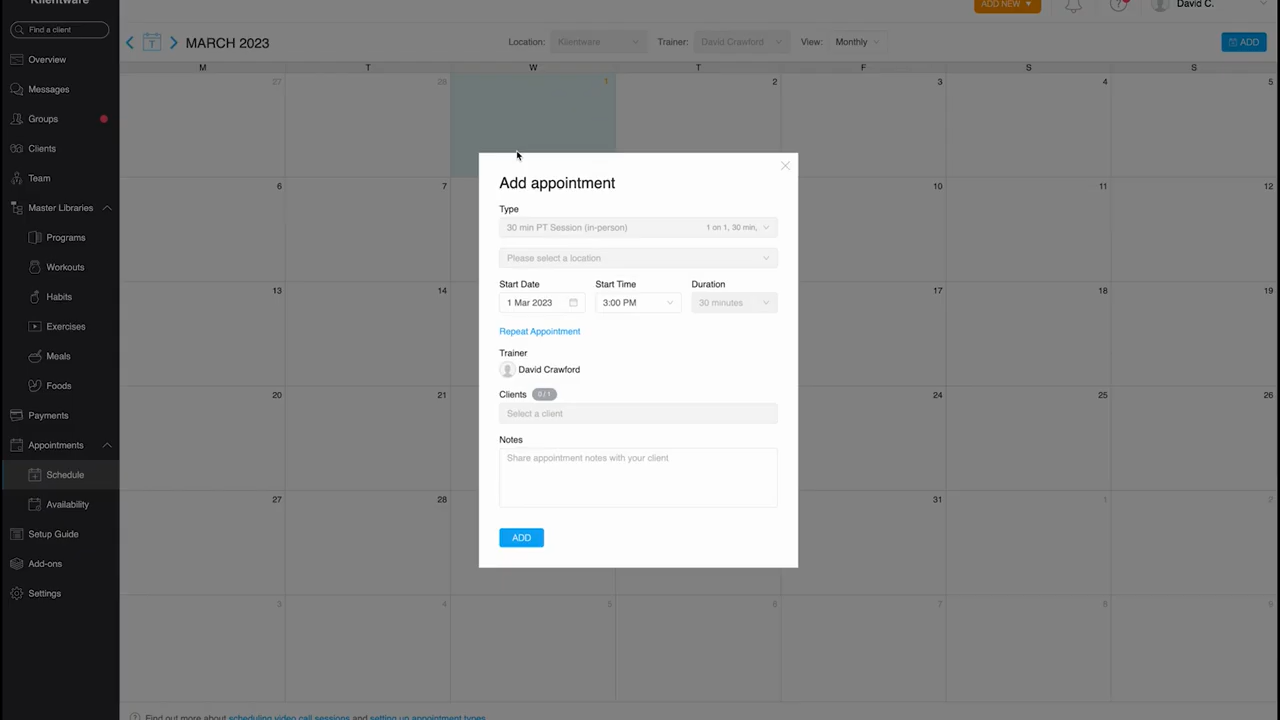 Klientware
ADD NEW
David C.
Find a client
MARCH 2023
Location: Klientware
Trainer: David Crawford
View: Monthly
ADD
M T W T F S S
27 28 1 2 3 4 5
6 7 10 11 12
13 14 17 18 19
20 21 24 25 26
27 28 31 1 2
3 4 5 6 7 8 9
Overview
Messages
Groups
Clients
Team
Master Libraries
Programs
Workouts
Habits
Exercises
Meals
Foods
Payments
Appointments
Schedule
Availability
Setup Guide
Add-ons
Settings
Add appointment
Type
30 min PT Session (in-person) 1 on 1, 30 min,
Please select a location
Start Date Start Time Duration
1 Mar 2023 3:00 PM 30 minutes
Repeat Appointment
Trainer
David Crawford
Clients 0 / 1
Select a client
Notes
Share appointment notes with your client
ADD
Find out more about scheduling video call sessions and setting up appointment types